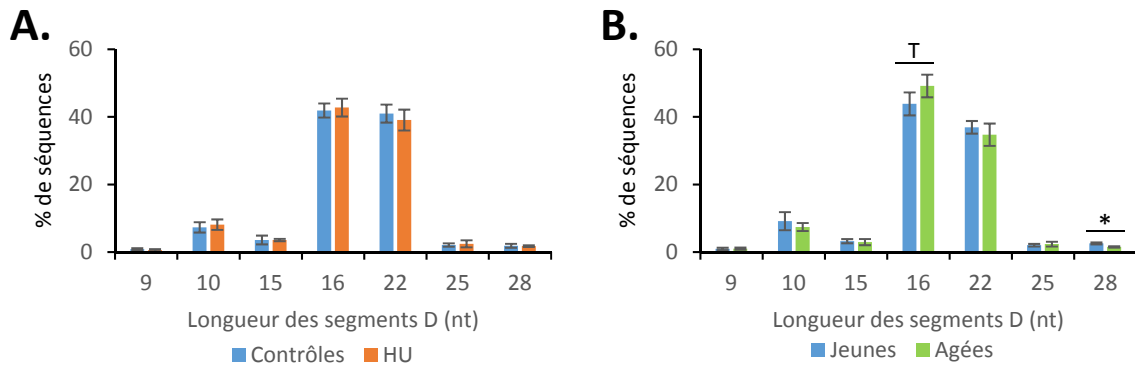 A.
60
40
20
0
% de séquences
9 10 15 16 22 25 28
Longueur des segments D (nt)
Contrôles HU
B.
60
40
20
0
% de séquences
T
*
9 10 15 16 22 25 28
Longueur des segments D (nt)
Jeunes Agées